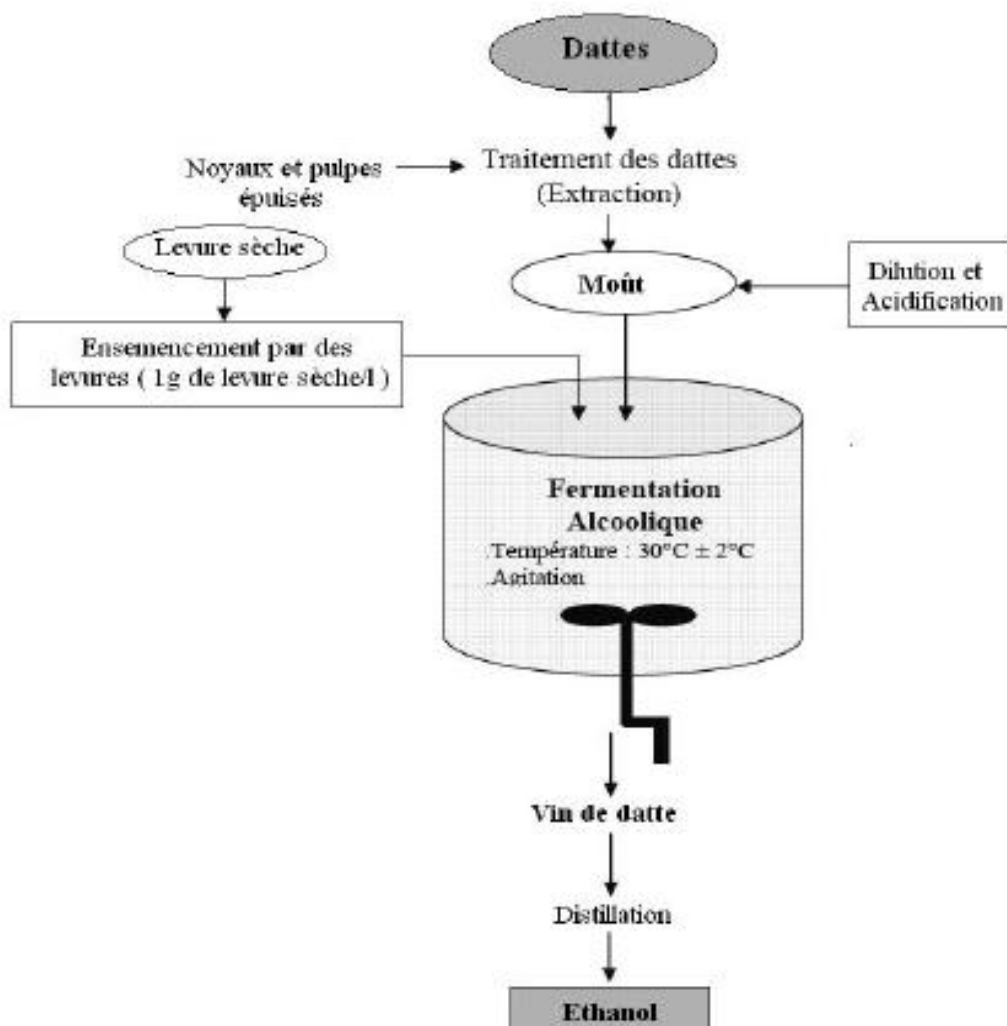 Dattes
Noyaux et pulpes
épuisés
Traitement des dattes
(Extraction)
Levure sèche
Moût
Dilution et
Acidification
Ensemencement par des
levures ( 1g de levure sèche/l )
Fermentation
Alcoolique
.Température : 30°C ± 2°C
.Agitation
Vin de datte
Distillation
Ethanol